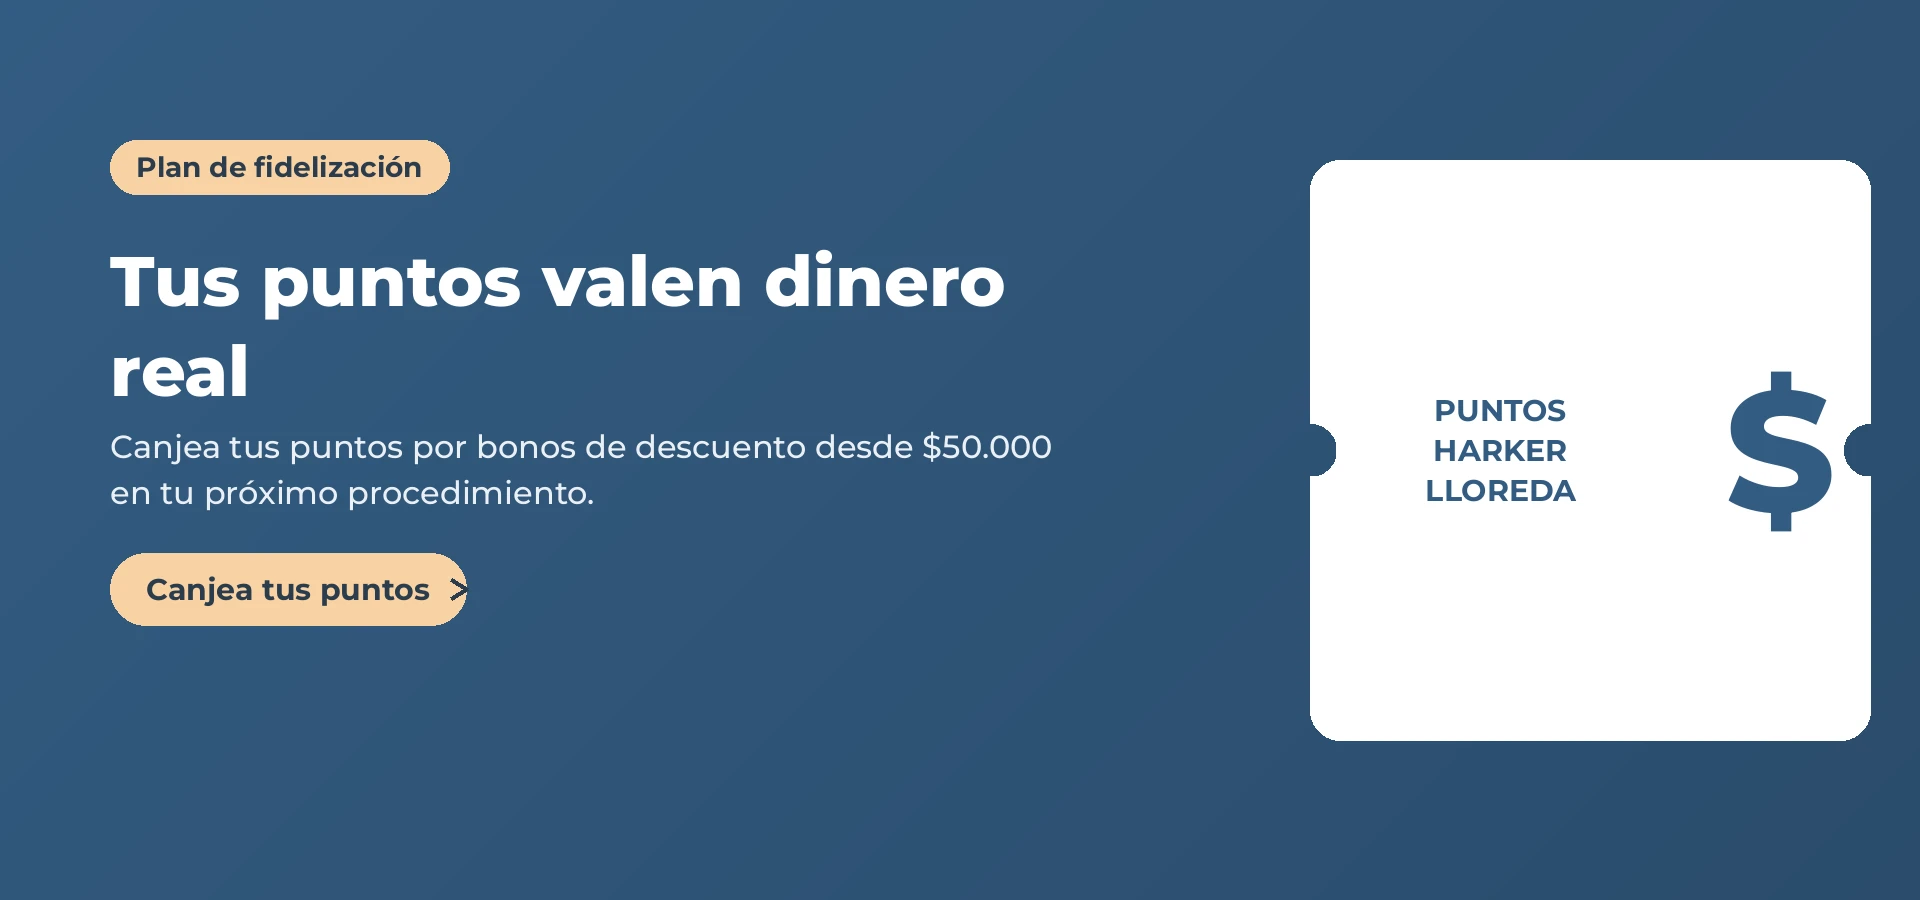 Plan de fidelización
Tus puntos valen dinero
real
Canjea tus puntos por bonos de descuento desde $50.000
en tu próximo procedimiento.
Canjea tus puntos >
PUNTOS
HARKER
LLOREDA
$